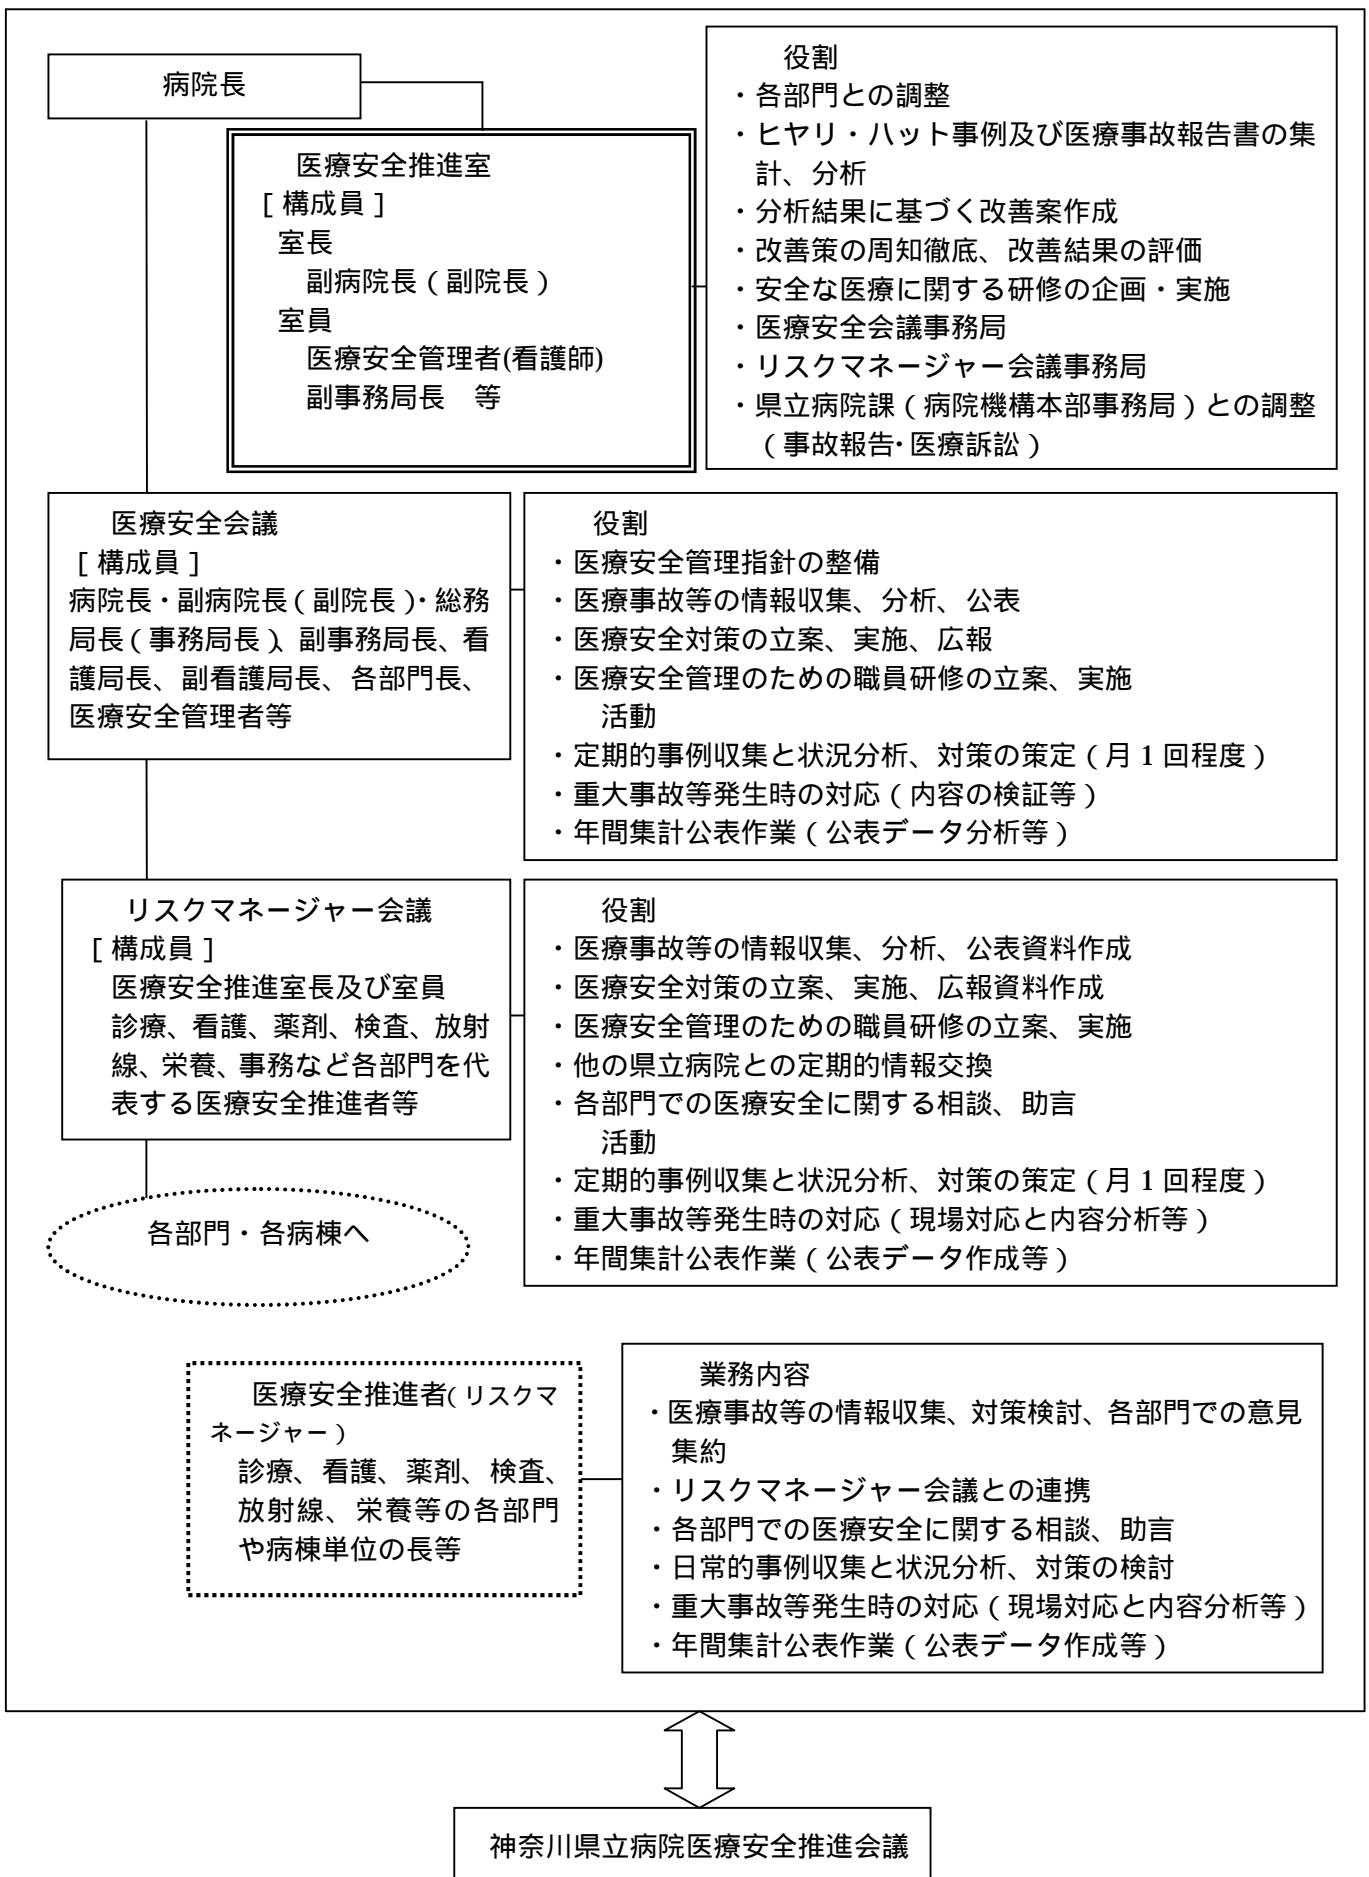 病院長
医療安全推進室
[ 構成員 ]
室長
副病院長(副院長)
室員
医療安全管理者(看護師)
副事務局長　等
役割
・各部門との調整
・ヒヤリ・ハット事例及び医療事故報告書の集
計、分析
・分析結果に基づく改善案作成
・改善策の周知徹底、改善結果の評価
・安全な医療に関する研修の企画・実施
・医療安全会議事務局
・リスクマネージャー会議事務局
・県立病院課(病院機構本部事務局)との調整
(事故報告・医療訴訟)
医療安全会議
[ 構成員 ]
病院長・副病院長(副院長)・総務
局長(事務局長)、副事務局長、看
護局長、副看護局長、各部門長、
医療安全管理者等
役割
・医療安全管理指針の整備
・医療事故等の情報収集、分析、公表
・医療安全対策の立案、実施、広報
・医療安全管理のための職員研修の立案、実施
活動
・定期的事例収集と状況分析、対策の策定(月1回程度)
・重大事故等発生時の対応(内容の検証等)
・年間集計公表作業(公表データ分析等)
リスクマネージャー会議
[ 構成員 ]
医療安全推進室長及び室員
診療、看護、薬剤、検査、放射
線、栄養、事務など各部門を代
表する医療安全推進者等
役割
・医療事故等の情報収集、分析、公表資料作成
・医療安全対策の立案、実施、広報資料作成
・医療安全管理のための職員研修の立案、実施
・他の県立病院との定期的情報交換
・各部門での医療安全に関する相談、助言
活動
・定期的事例収集と状況分析、対策の策定(月1回程度)
・重大事故等発生時の対応(現場対応と内容分析等)
・年間集計公表作業(公表データ作成等)
各部門・各病棟へ
医療安全推進者(リスクマ
ネージャー)
診療、看護、薬剤、検査、
放射線、栄養等の各部門
や病棟単位の長等
業務内容
・医療事故等の情報収集、対策検討、各部門での意見
集約
・リスクマネージャー会議との連携
・各部門での医療安全に関する相談、助言
・日常的事例収集と状況分析、対策の検討
・重大事故等発生時の対応(現場対応と内容分析等)
・年間集計公表作業(公表データ作成等)
神奈川県立病院医療安全推進会議